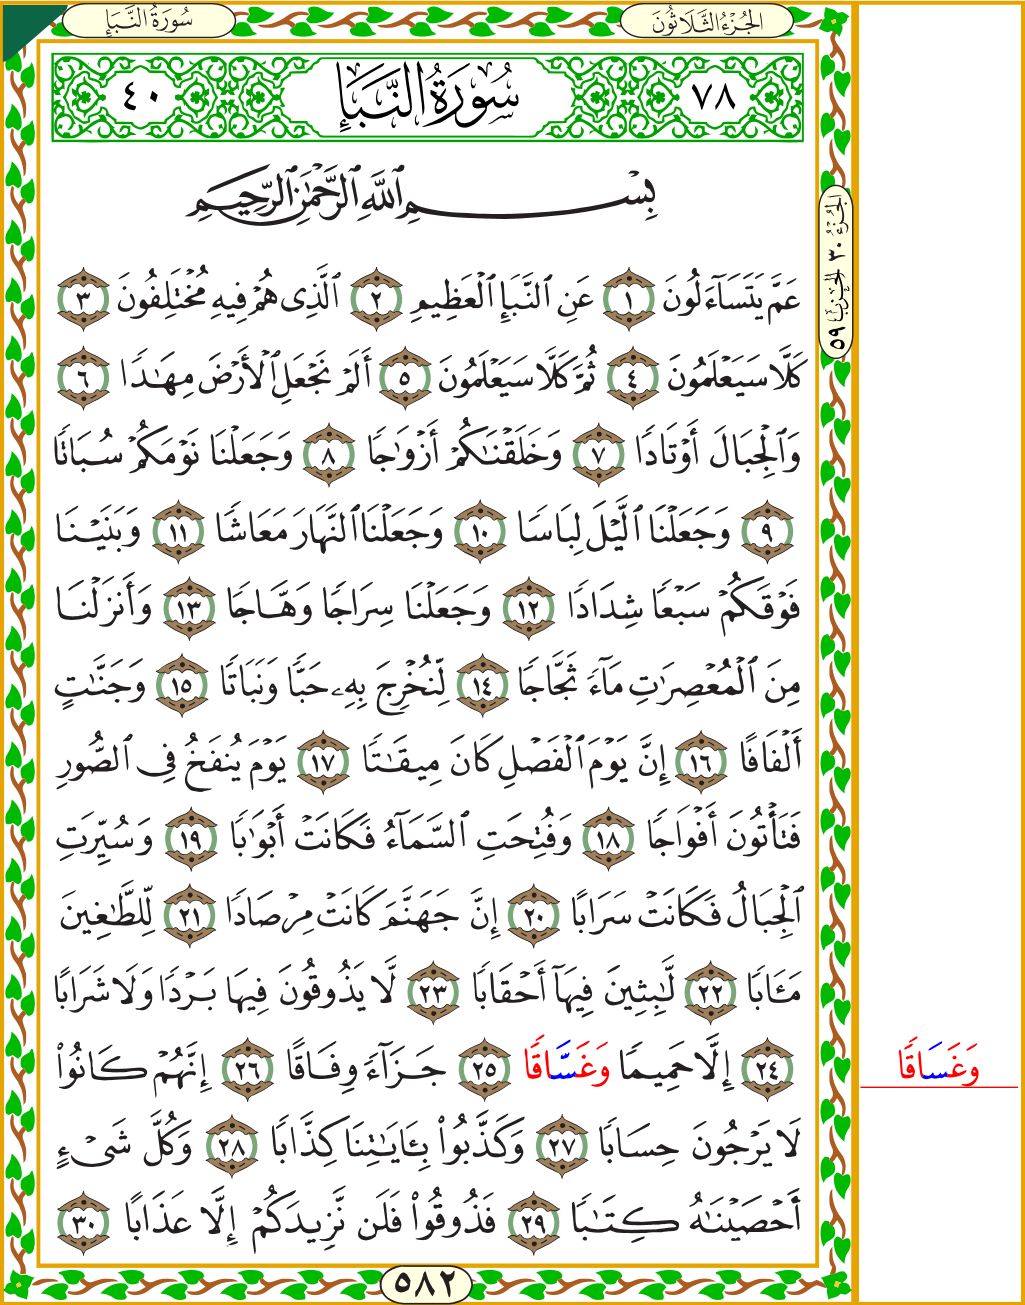 الجُزْءُ الثَّلَاثُونَ
سُورَةُ النَّبَإِ
٧٨
سُورَةُ النَّبَإِ
٤٠
بِسْمِ ٱللَّهِ ٱلرَّحْمَٰنِ ٱلرَّحِيمِ
الجزء ٣٠ الحزب ٥٩
عَمَّ يَتَسَآءَلُونَ ١ عَنِ ٱلنَّبَإِ ٱلْعَظِيمِ ٢ ٱلَّذِى هُمْ فِيهِ مُخْتَلِفُونَ ٣
كَلَّا سَيَعْلَمُونَ ٤ ثُمَّ كَلَّا سَيَعْلَمُونَ ٥ أَلَمْ نَجْعَلِ ٱلْأَرْضَ مِهَٰدًا ٦
وَٱلْجِبَالَ أَوْتَادًا ٧ وَخَلَقْنَٰكُمْ أَزْوَٰجًا ٨ وَجَعَلْنَا نَوْمَكُمْ سُبَاتًا
٩ وَجَعَلْنَا ٱلَّيْلَ لِبَاسًا ١٠ وَجَعَلْنَا ٱلنَّهَارَ مَعَاشًا ١١ وَبَنَيْنَا
فَوْقَكُمْ سَبْعًا شِدَادًا ١٢ وَجَعَلْنَا سِرَاجًا وَهَّاجًا ١٣ وَأَنزَلْنَا
مِنَ ٱلْمُعْصِرَٰتِ مَآءً ثَجَّاجًا ١٤ لِّنُخْرِجَ بِهِۦ حَبًّا وَنَبَاتًا ١٥ وَجَنَّٰتٍ
أَلْفَافًا ١٦ إِنَّ يَوْمَ ٱلْفَصْلِ كَانَ مِيقَٰتًا ١٧ يَوْمَ يُنفَخُ فِى ٱلصُّورِ
فَتَأْتُونَ أَفْوَاجًا ١٨ وَفُتِحَتِ ٱلسَّمَآءُ فَكَانَتْ أَبْوَٰبًا ١٩ وَسُيِّرَتِ
ٱلْجِبَالُ فَكَانَتْ سَرَابًا ٢٠ إِنَّ جَهَنَّمَ كَانَتْ مِرْصَادًا ٢١ لِّلطَّٰغِينَ
مَـَٔابًا ٢٢ لَّٰبِثِينَ فِيهَآ أَحْقَابًا ٢٣ لَّا يَذُوقُونَ فِيهَا بَرْدًا وَلَا شَرَابًا
٢٤ إِلَّا حَمِيمًا وَغَسَّاقًا ٢٥ جَزَآءً وِفَاقًا ٢٦ إِنَّهُمْ كَانُوا۟
وَغَسَاقًا
لَا يَرْجُونَ حِسَابًا ٢٧ وَكَذَّبُوا۟ بِـَٔايَٰتِنَا كِذَّابًا ٢٨ وَكُلَّ شَىْءٍ
أَحْصَيْنَٰهُ كِتَٰبًا ٢٩ فَذُوقُوا۟ فَلَن نَّزِيدَكُمْ إِلَّا عَذَابًا ٣٠
٥٨٢